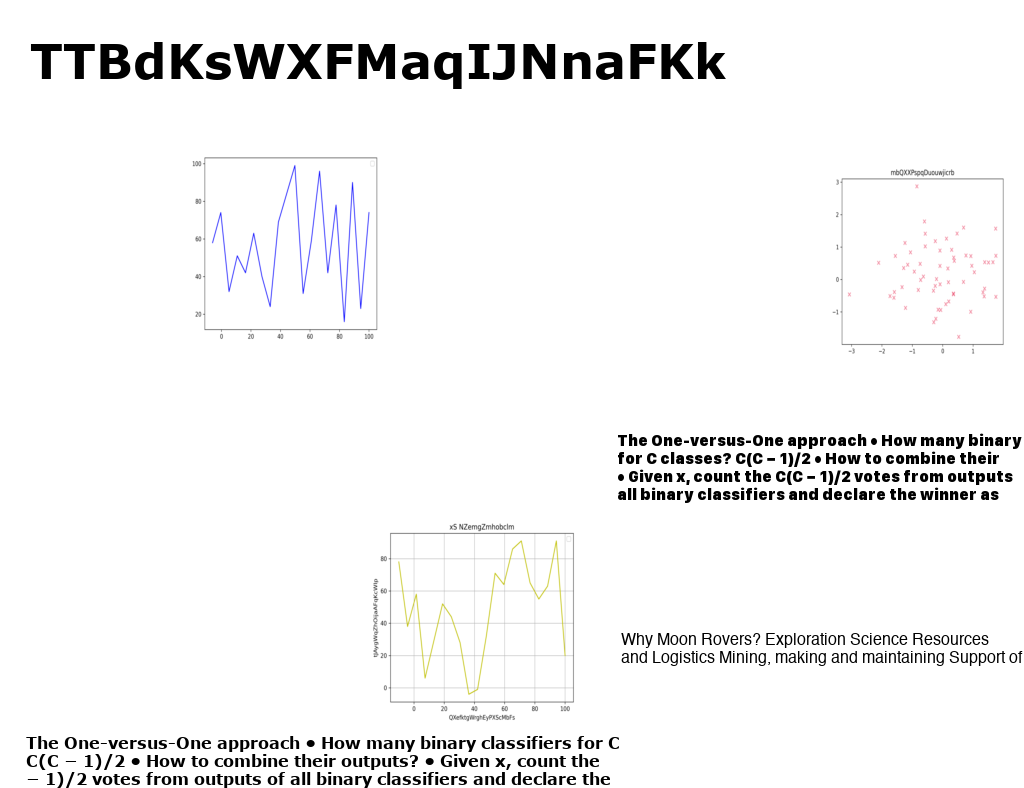 TTBdKsWXFMaqIJNnaFKk
100
80
60
40
20
0 20 40 60 80 100
mbQXXPspqDuouwjicrb
3
2
1
0
−1
−3 −2 −1 0 1
The One-versus-One approach • How many binary
for C classes? C(C − 1)/2 • How to combine their
• Given x, count the C(C − 1)/2 votes from outputs
all binary classifiers and declare the winner as
xS NZemgZmhobclm
80
60
40
20
0
0 20 40 60 80 100
Why Moon Rovers? Exploration Science Resources
and Logistics Mining, making and maintaining Support of
The One-versus-One approach • How many binary classifiers for C
C(C − 1)/2 • How to combine their outputs? • Given x, count the
− 1)/2 votes from outputs of all binary classifiers and declare the